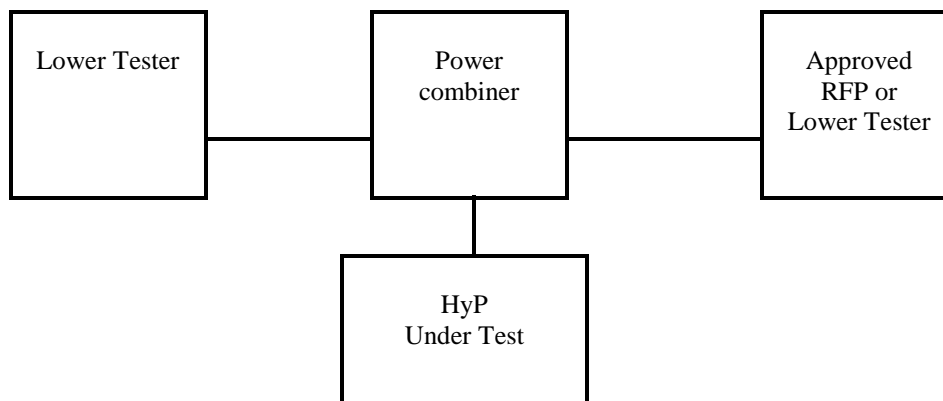 Lower Tester
Power
combiner
Approved
RFP or
Lower Tester
HyP
Under Test